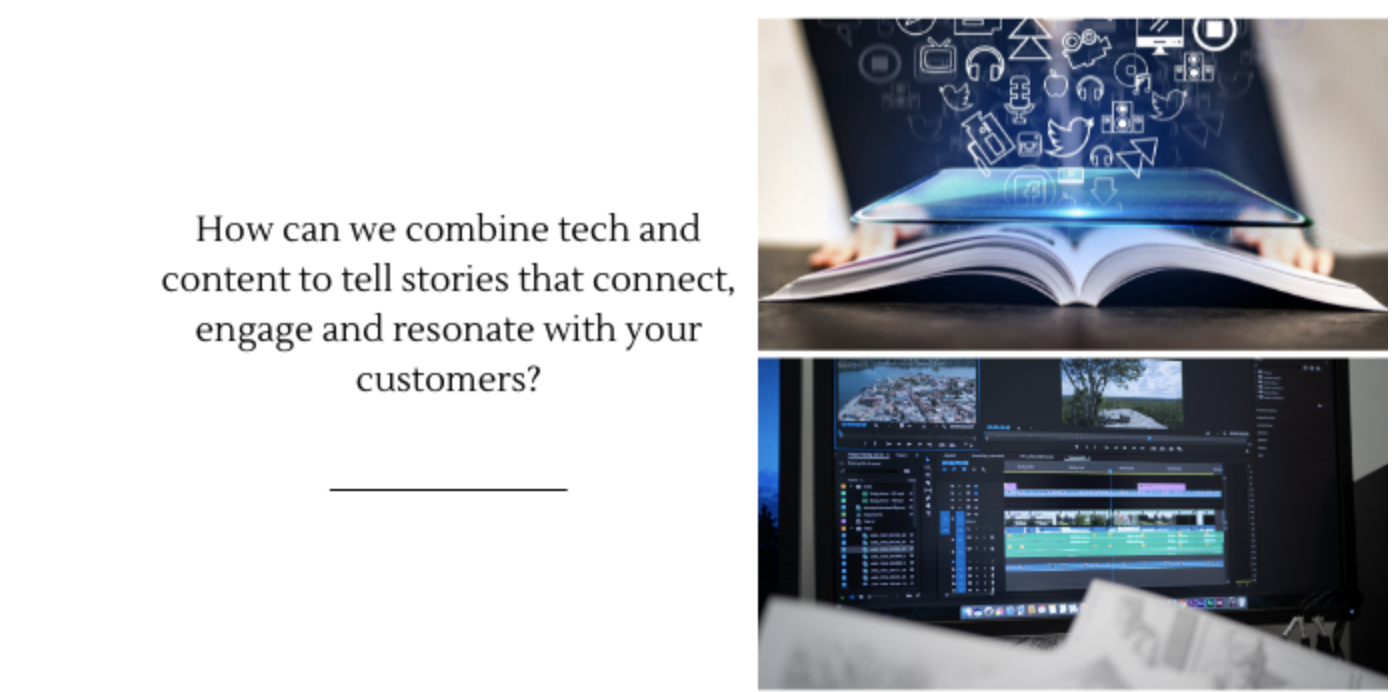 How can we combine tech and
content to tell stories that connect,
engage and resonate with your
customers?